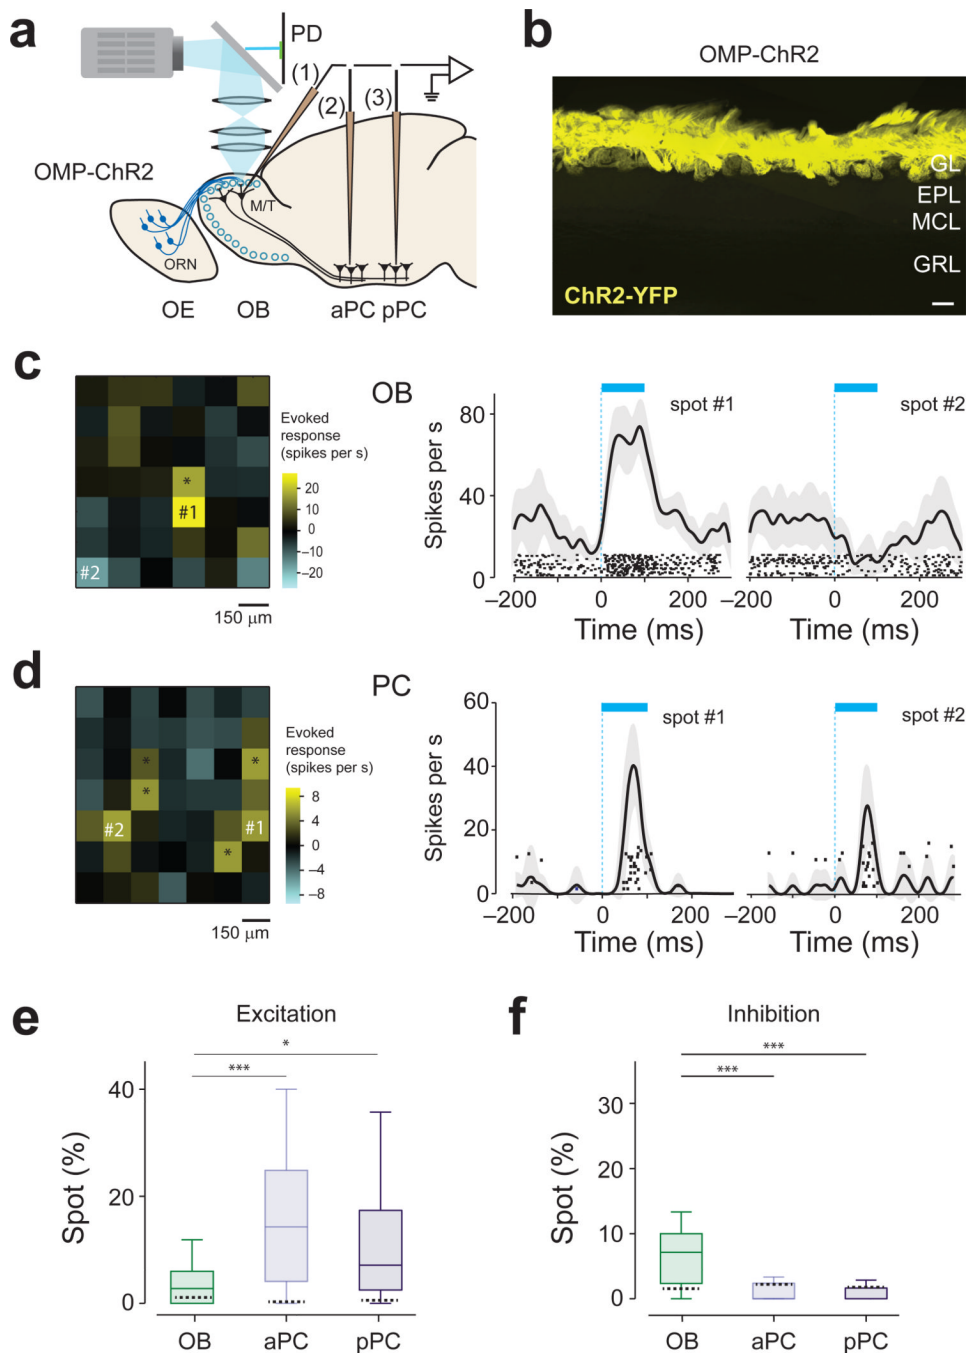 a
PD
(1)
(2)
(3)
OMP-ChR2
M/T
ORN
OE
OB
aPC pPC
b
OMP-ChR2
GL
EPL
MCL
GRL
ChR2-YFP
c
*
#1
#2
150 μm
Evoked
response
(spikes per s)
20
10
0
−10
−20
OB
Spikes per s
80
40
0
spot #1
spot #2
−200 0 200
−200 0 200
Time (ms)
Time (ms)
d
*
*
*
#2
#1
*
150 μm
Evoked
response
(spikes per s)
8
4
0
−4
−8
PC
Spikes per s
60
40
20
0
spot #1
spot #2
−200 0 200
−200 0 200
Time (ms)
Time (ms)
e
Excitation
*
***
Spot (%)
40
20
0
OB aPC pPC
f
Inhibition
***
***
Spot (%)
30
20
10
0
OB aPC pPC